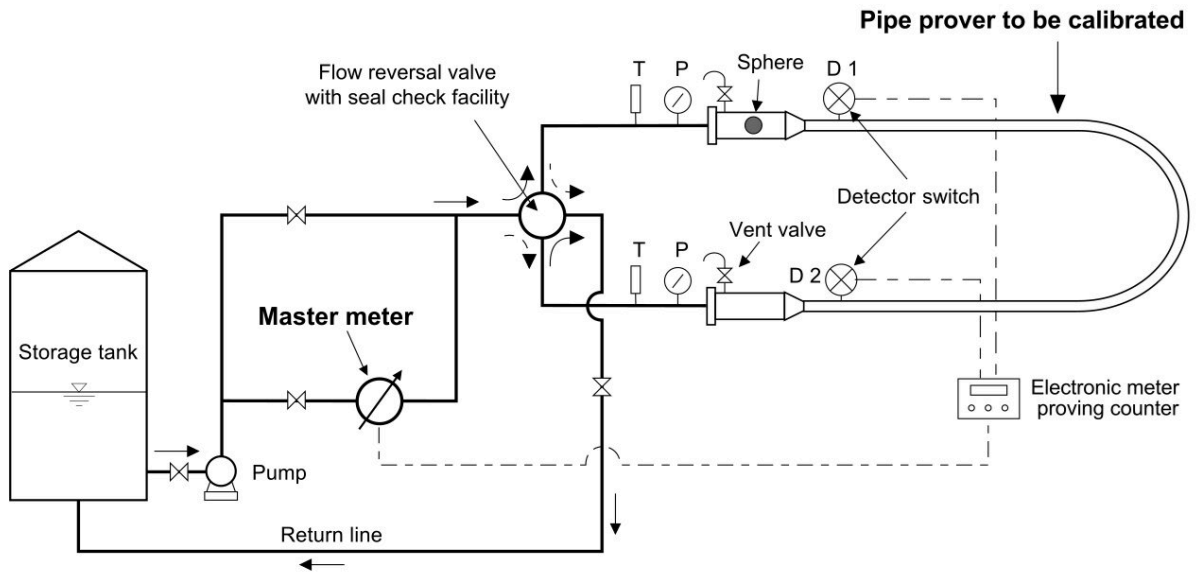 Pipe prover to be calibrated
Flow reversal valve
with seal check facility
T
P
Sphere
D 1
Detector switch
Vent valve
T
P
D 2
Master meter
Storage tank
Electronic meter
proving counter
Pump
Return line